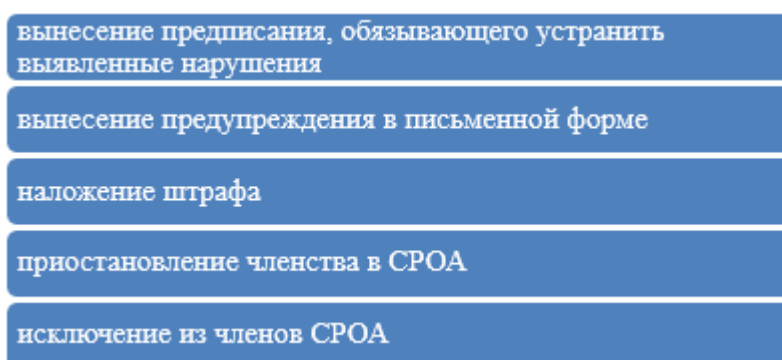 вынесение предписания, обязывающего устранить
выявленные нарушения
вынесение предупреждения в письменной форме
наложение штрафа
приостановление членства в СРОА
исключение из членов СРОА